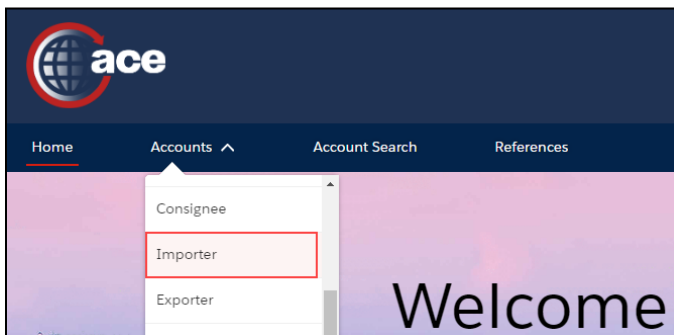 ace
Home Accounts Account Search References
Consignee
Importer
Exporter
Welcome